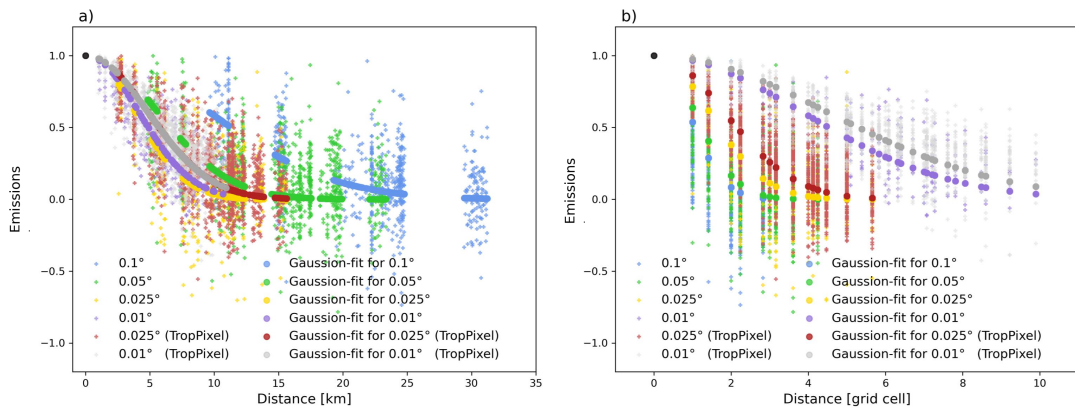 a)
Emissions
1.0
0.5
0.0
−0.5
−1.0
0.1°
0.05°
0.025°
0.01°
0.025° (TropPixel)
0.01° (TropPixel)
Gaussion-fit for 0.1°
Gaussion-fit for 0.05°
Gaussion-fit for 0.025°
Gaussion-fit for 0.01°
Gaussion-fit for 0.025° (TropPixel)
Gaussion-fit for 0.01° (TropPixel)
0 5 10 15 20 25 30 35
Distance [km]
b)
Emissions
1.0
0.5
0.0
−0.5
−1.0
0.1°
0.05°
0.025°
0.01°
0.025° (TropPixel)
0.01° (TropPixel)
Gaussion-fit for 0.1°
Gaussion-fit for 0.05
Gaussion-fit for 0.025°
Gaussion-fit for 0.01°
Gaussion-fit for 0.025° (TropPixel)
Gaussion-fit for 0.01° (TropPixel)
0 2 4 6 8 10
Distance [grid cell]